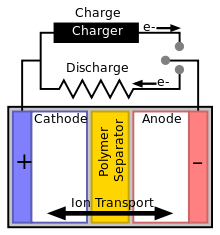 Charge
Charger
e-
Discharge
e-
Cathode
Polymer
Separator
Anode
+
–
Ion Transport